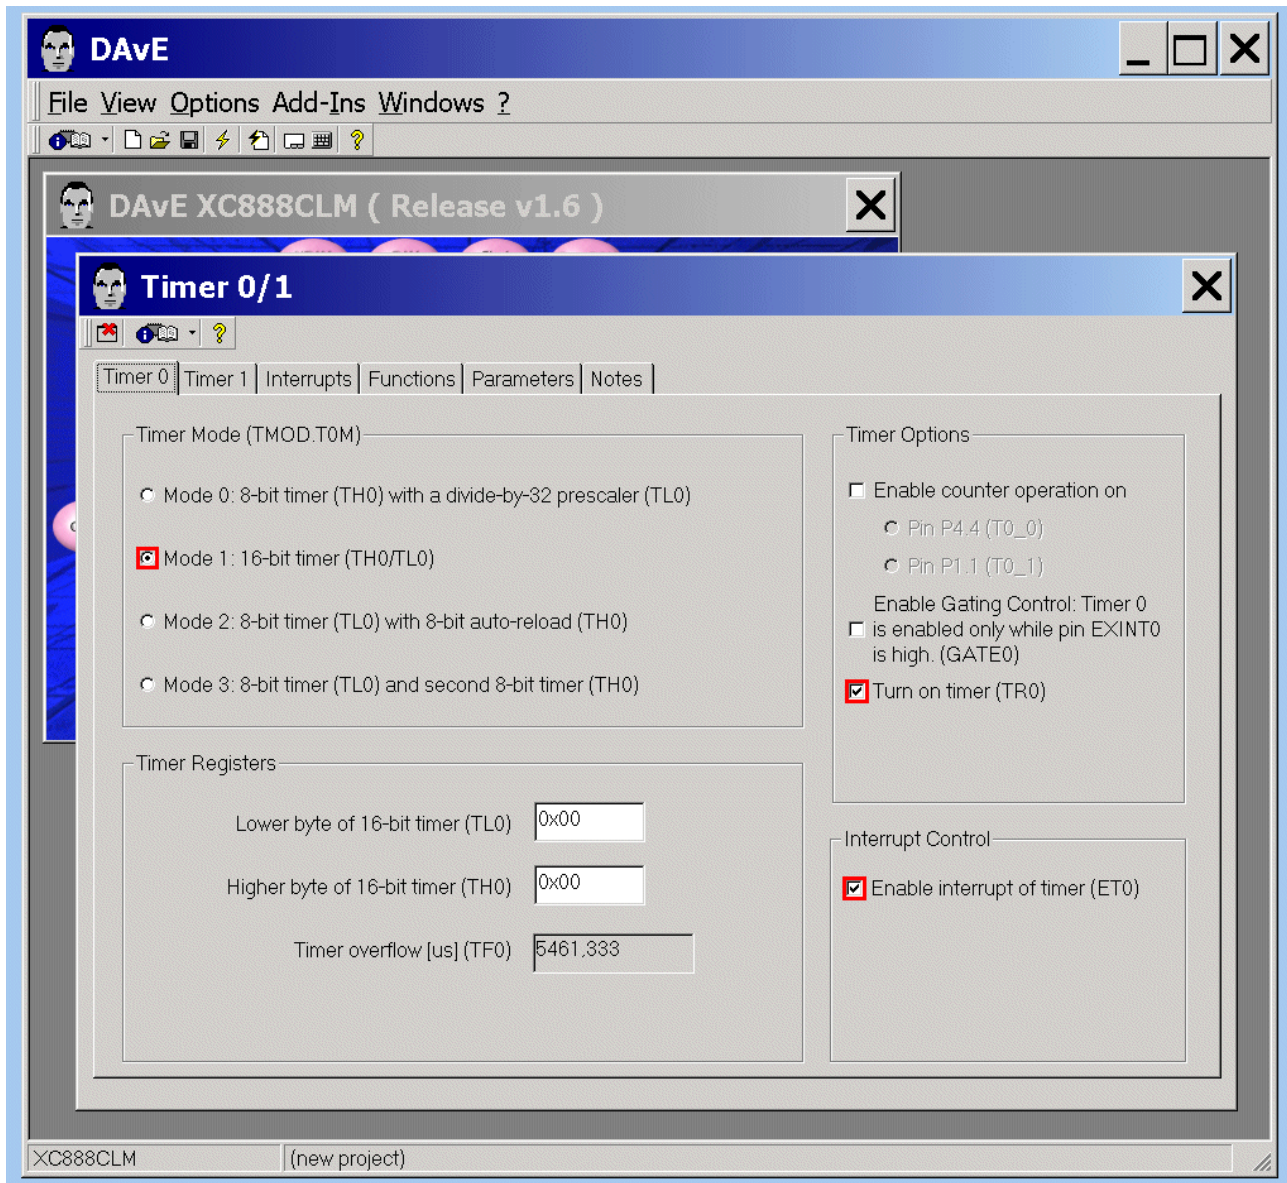 DAvE
File View Options Add-Ins Windows ?
DAvE XC888CLM ( Release v1.6 )
Timer 0/1
Timer 0 Timer 1 Interrupts Functions Parameters Notes
Timer Mode (TMOD.T0M)
Mode 0: 8-bit timer (TH0) with a divide-by-32 prescaler (TL0)
Mode 1: 16-bit timer (TH0/TL0)
Mode 2: 8-bit timer (TL0) with 8-bit auto-reload (TH0)
Mode 3: 8-bit timer (TL0) and second 8-bit timer (TH0)
Timer Options
Enable counter operation on
Pin P4.4 (T0_0)
Pin P1.1 (T0_1)
Enable Gating Control: Timer 0
is enabled only while pin EXINT0
is high. (GATE0)
Turn on timer (TR0)
Timer Registers
Lower byte of 16-bit timer (TL0) 0x00
Higher byte of 16-bit timer (TH0) 0x00
Timer overflow [us] (TF0) 5461,333
Interrupt Control
Enable interrupt of timer (ET0)
XC888CLM (new project)